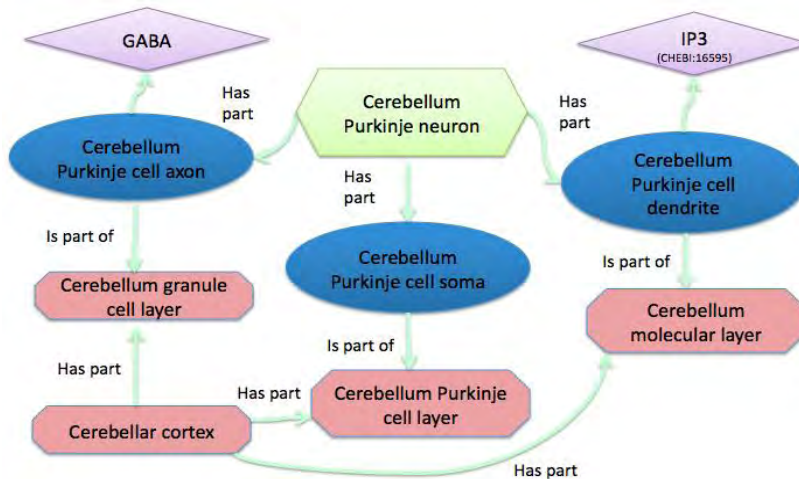 GABA
IP3
(CHEBI:16595)
Has
part
Cerebellum
Purkinje neuron
Has
part
Cerebellum
Purkinje cell axon
Cerebellum
Purkinje cell
dendrite
Has
part
Is part of
Cerebellum
Purkinje cell soma
Is part of
Cerebellum granule
cell layer
Cerebellum
molecular layer
Is part of
Has part
Has part
Cerebellum Purkinje
cell layer
Cerebellar cortex
Has part